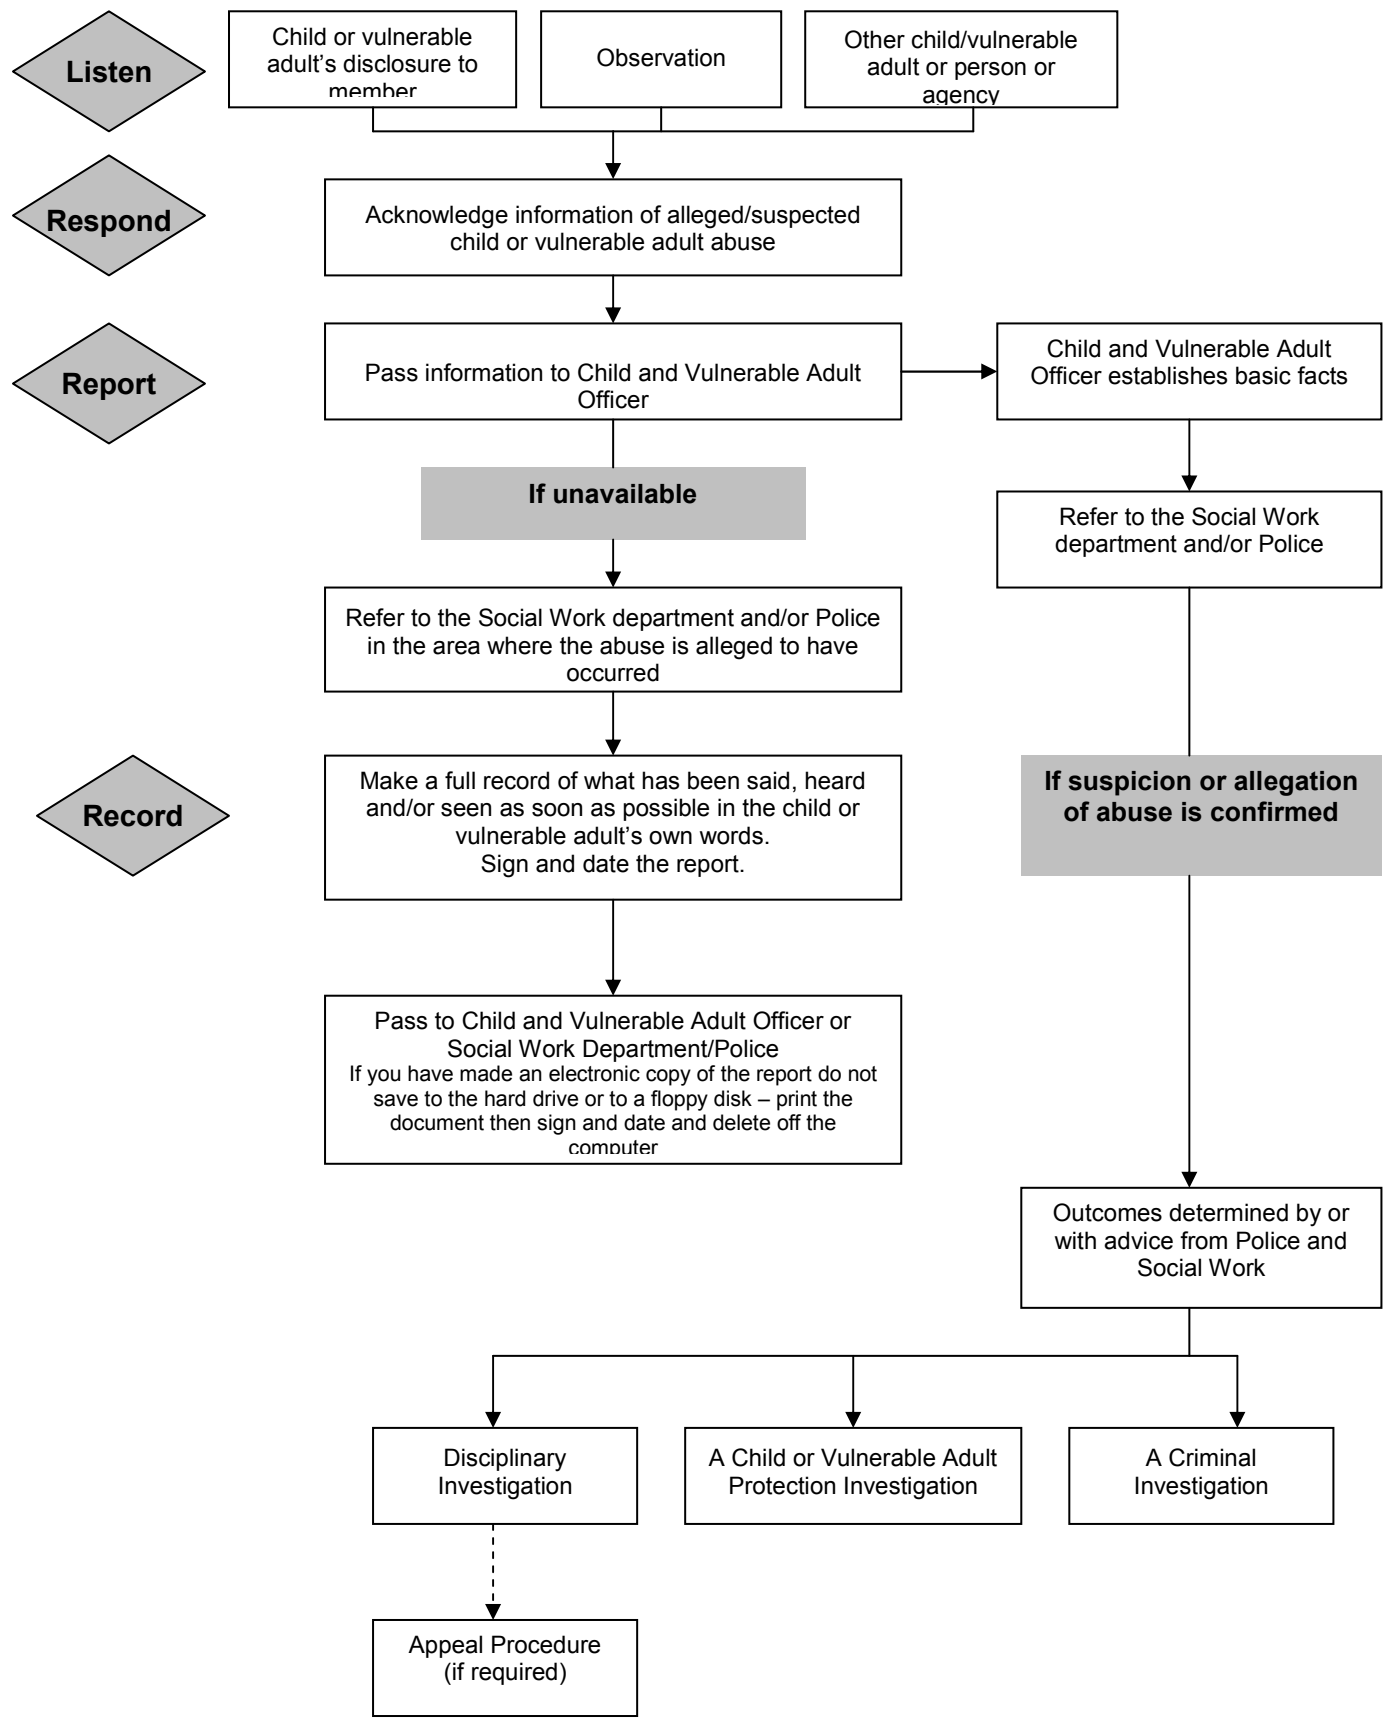 Listen
Child or vulnerable
adult's disclosure to
member
Observation
Other child/vulnerable
adult or person or
agency
Respond
Acknowledge information of alleged/suspected
child or vulnerable adult abuse
Report
Pass information to Child and Vulnerable Adult
Officer
Child and Vulnerable Adult
Officer establishes basic facts
If unavailable
Refer to the Social Work
department and/or Police
Refer to the Social Work department and/or Police
in the area where the abuse is alleged to have
occurred
Record
Make a full record of what has been said, heard
and/or seen as soon as possible in the child or
vulnerable adult's own words.
Sign and date the report.
If suspicion or allegation
of abuse is confirmed
Pass to Child and Vulnerable Adult Officer or
Social Work Department/Police
If you have made an electronic copy of the report do not
save to the hard drive or to a floppy disk – print the
document then sign and date and delete off the
computer
Outcomes determined by or
with advice from Police and
Social Work
Disciplinary
Investigation
A Child or Vulnerable Adult
Protection Investigation
A Criminal
Investigation
Appeal Procedure
(if required)